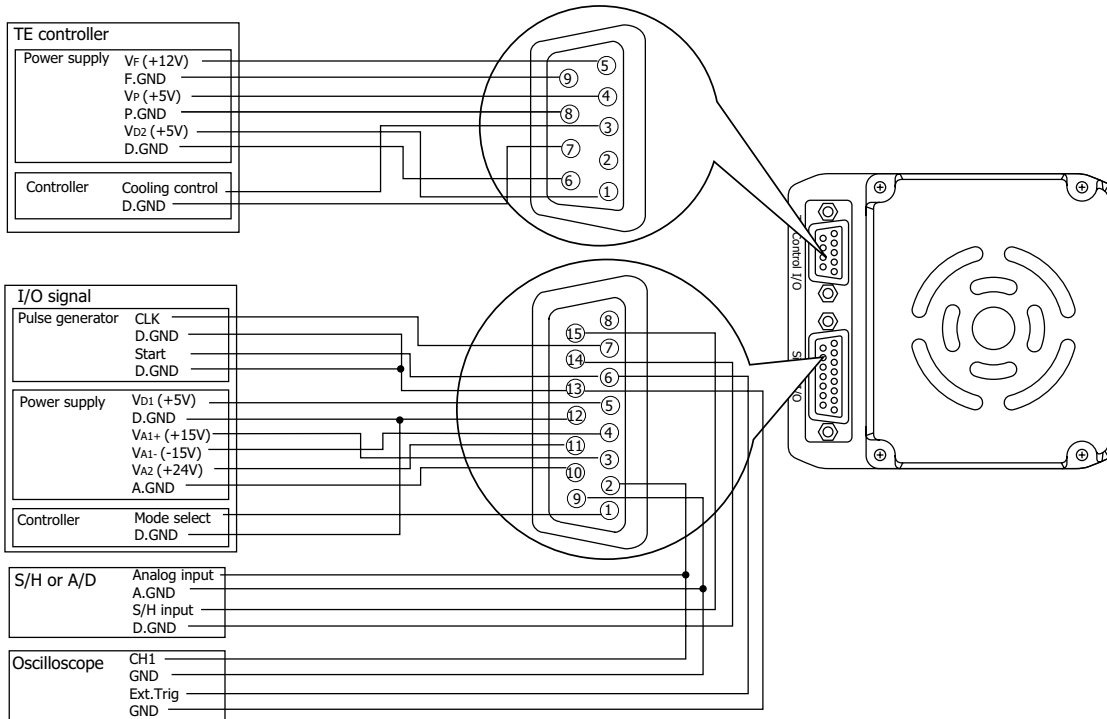 TE controller
Power supply
VF (+12V)
F.GND
VP (+5V)
P.GND
VD2 (+5V)
D.GND
Controller
Cooling control
D.GND
5
9
4
8
3
7
2
6
1
Control I/O
I/O
I/O signal
Pulse generator
CLK
D.GND
Start
D.GND
Power supply
VD1 (+5V)
D.GND
VA1+ (+15V)
VA1- (-15V)
VA2 (+24V)
A.GND
Controller
Mode select
D.GND
8
15
7
14
6
13
5
12
4
11
3
10
2
9
1
S/H or A/D
Analog input
A.GND
S/H input
D.GND
Oscilloscope
CH1
GND
Ext.Trig
GND